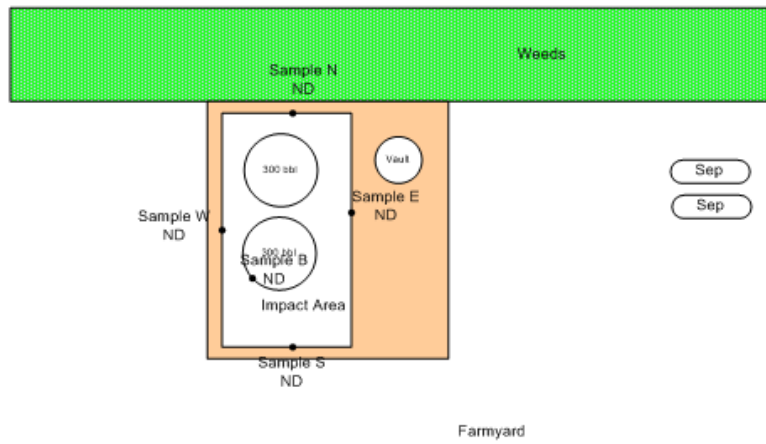 Weeds
Sample N
ND
300 bbl
Vault
Sep
Sample E
ND
Sep
Sample W
ND
300 bbl
Sample B
ND
Impact Area
Sample S
ND
Farmyard